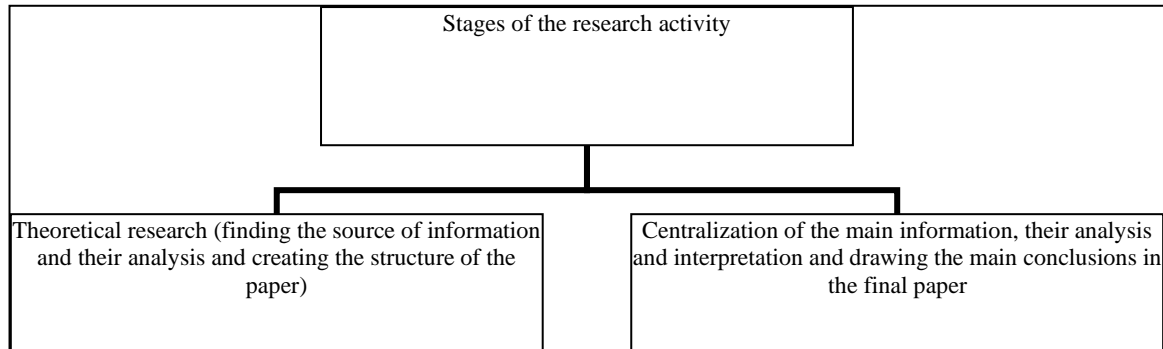 Stages of the research activity
Theoretical research (finding the source of information
and their analysis and creating the structure of the
paper)
Centralization of the main information, their analysis
and interpretation and drawing the main conclusions in
the final paper